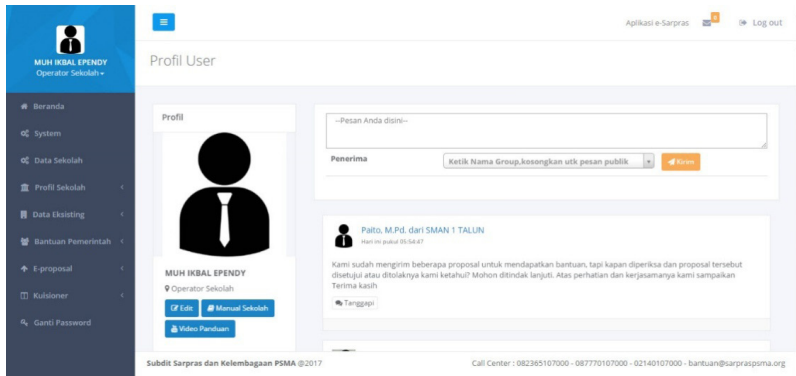 Aplikasi e-Sarpras
Log out
MUH IKBAL EPENDY
Operator Sekolah
Profil User
Beranda
System
Data Sekolah
Profil Sekolah
Data Eksisting
Bantuan Pemerintah
E-proposal
Kuisioner
Ganti Password
Profil
MUH IKBAL EPENDY
Operator Sekolah
Edit
Manual Sekolah
Video Panduan
--Pesan Anda disini--
Penerima
Ketik Nama Group,kosongkan utk pesan publik
Kirim
Paito, M.Pd. dari SMAN 1 TALUN
Hari ini pukul 05:54:47
Kami sudah mengirim beberapa proposal untuk mendapatkan bantuan, tapi kapan diperiksa dan proposal tersebut
disetujui atau ditolaknya kami ketahui? Mohon ditindak lanjuti. Atas perhatian dan kerjasamanya kami sampaikan
Terima kasih
Tanggapi
Subdit Sarpras dan Kelembagaan PSMA @2017
Call Center : 082365107000 - 087770107000 - 02140107000 - bantuan@sarpraspsma.org